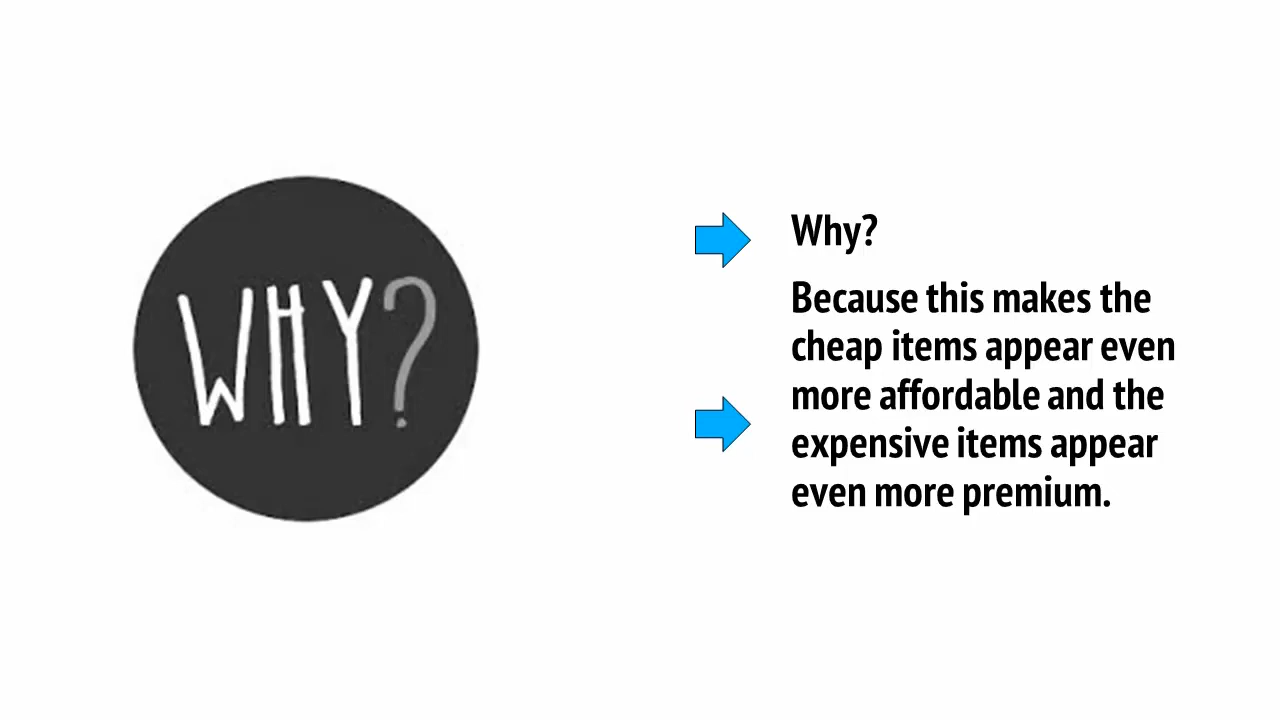 WHY?
Why?
Because this makes the
cheap items appear even
more affordable and the
expensive items appear
even more premium.